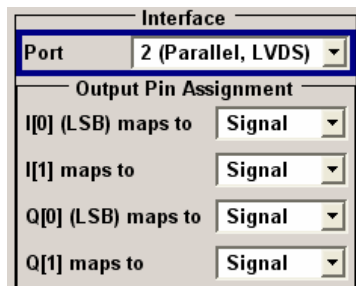 Interface
Port 2 (Parallel, LVDS)
Output Pin Assignment
I[0] (LSB) maps to Signal
I[1] maps to Signal
Q[0] (LSB) maps to Signal
Q[1] maps to Signal